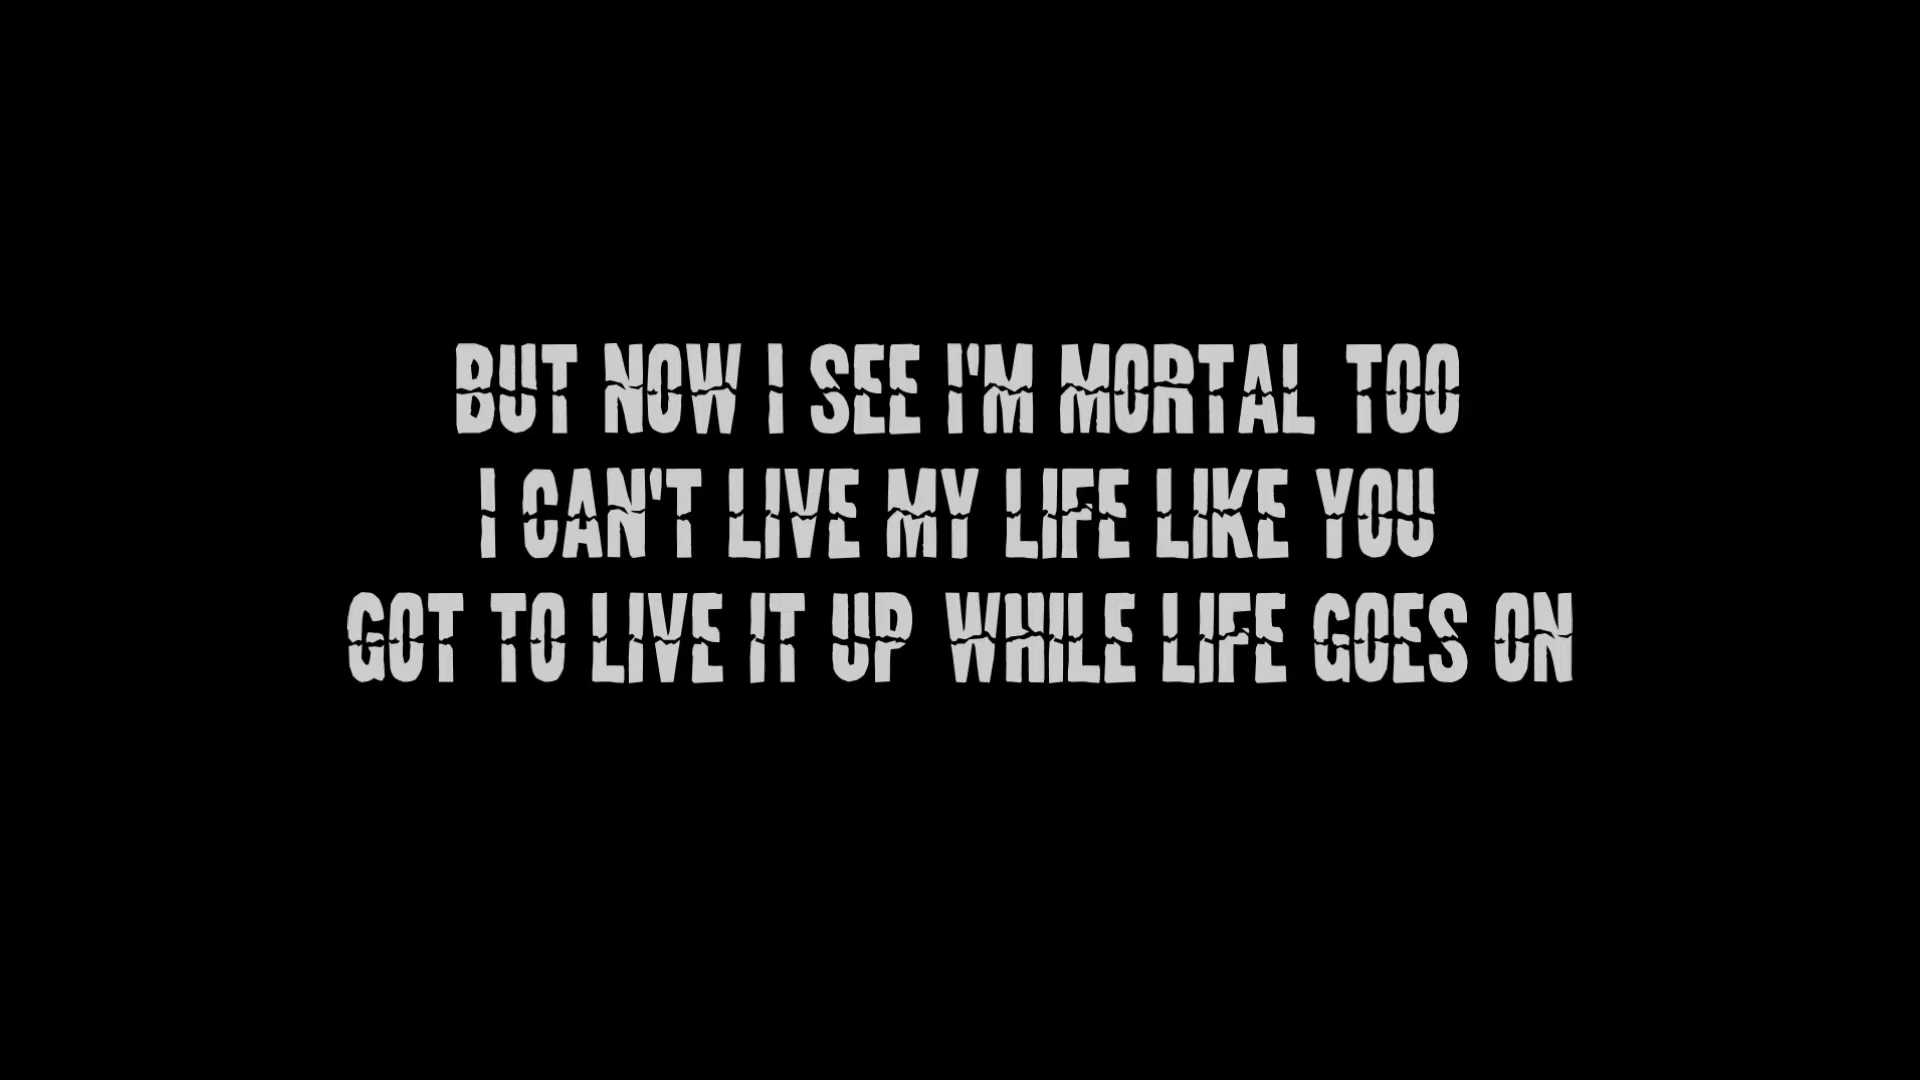 BUT NOW I SEE I'M MORTAL TOO
I CAN'T LIVE MY LIFE LIKE YOU
GOT TO LIVE IT UP WHILE LIFE GOES ON